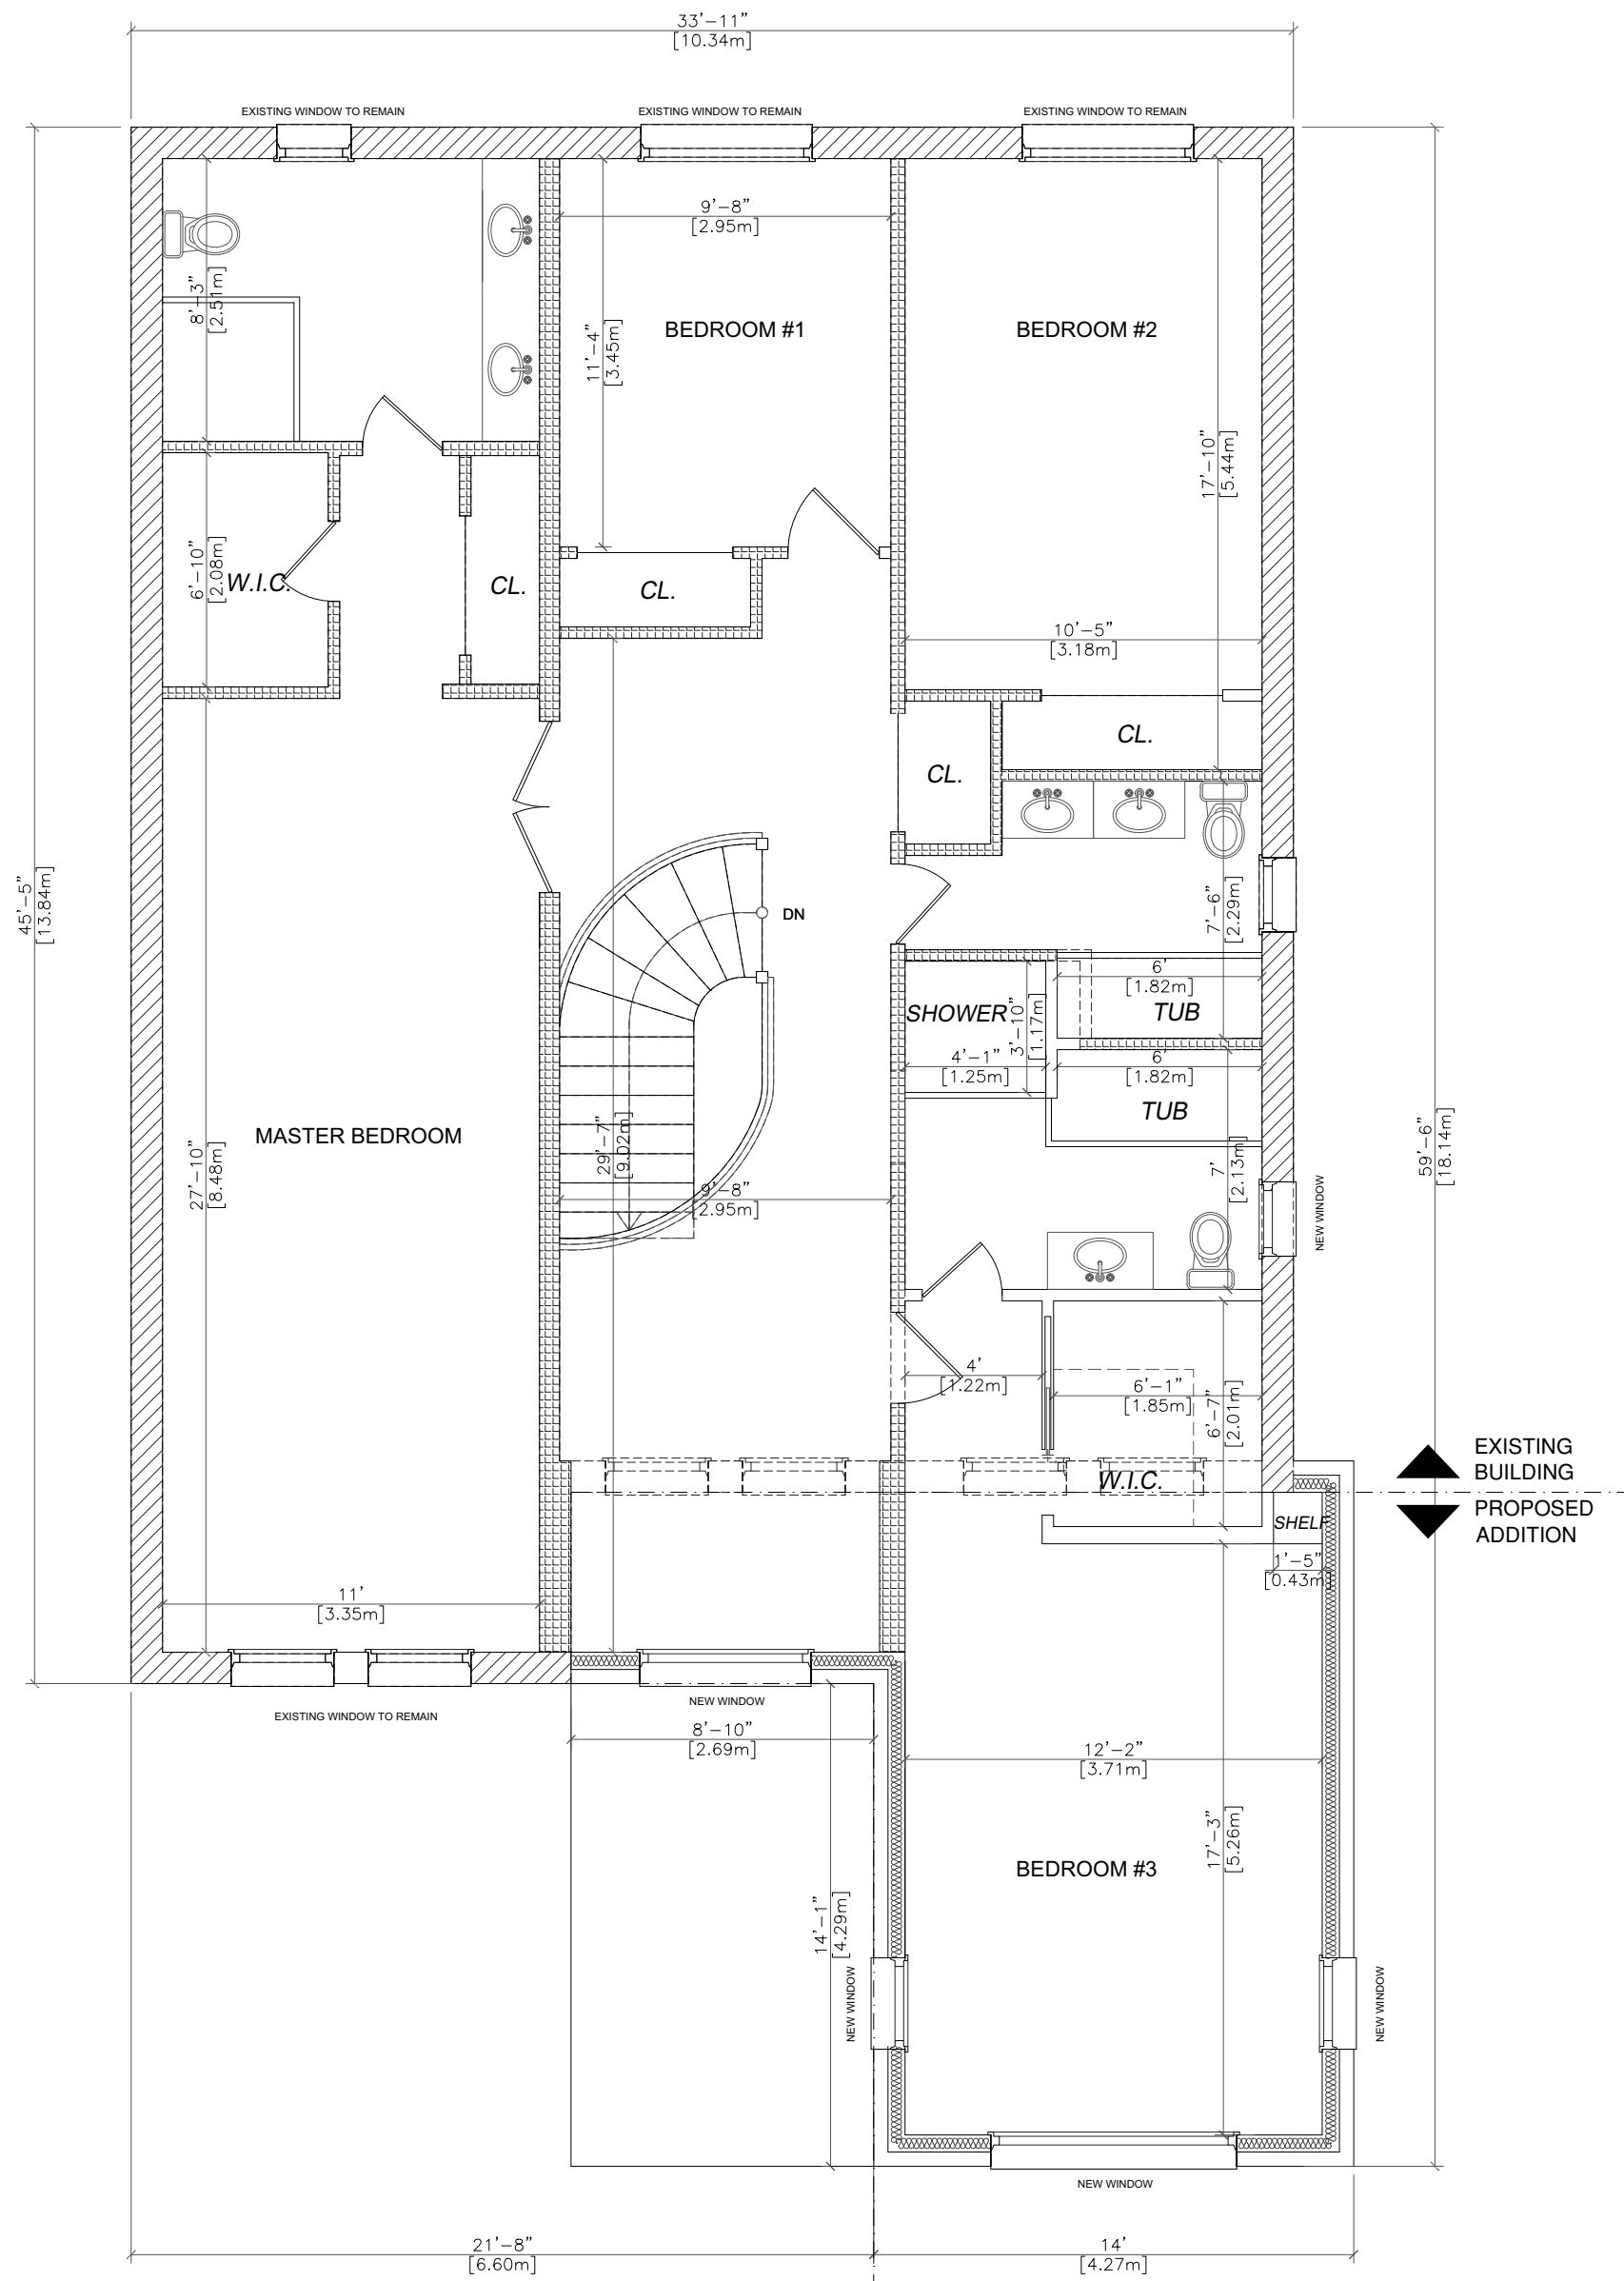 33'-11"
[10.34m]
EXISTING WINDOW TO REMAIN
EXISTING WINDOW TO REMAIN
EXISTING WINDOW TO REMAIN
9'-8"
[2.95m]
8'-3"
[2.51m]
11'-4"
[3.45m]
BEDROOM #1
BEDROOM #2
17'-10"
[5.44m]
6'-10"
[2.08m]
W.I.C.
CL.
CL.
10'-5"
[3.18m]
CL.
CL.
45'-5"
[13.84m]
DN
7'-6"
[2.29m]
6'
[1.82m]
TUB
SHOWER
3'-10"
[1.17m]
4'-1"
[1.25m]
6'
[1.82m]
TUB
MASTER BEDROOM
27'-10"
[8.48m]
29'-7"
[9.02m]
9'-8"
[2.95m]
7'
[2.13m]
59'-6"
[18.14m]
NEW WINDOW
4'
[1.22m]
6'-1"
[1.85m]
6'-7"
[2.01m]
W.I.C.
EXISTING
BUILDING
PROPOSED
ADDITION
SHELF
1'-5"
[0.43m]
11'
[3.35m]
EXISTING WINDOW TO REMAIN
NEW WINDOW
8'-10"
[2.69m]
12'-2"
[3.71m]
17'-3"
[5.26m]
BEDROOM #3
14'-1"
[4.29m]
NEW WINDOW
NEW WINDOW
NEW WINDOW
21'-8"
[6.60m]
14'
[4.27m]